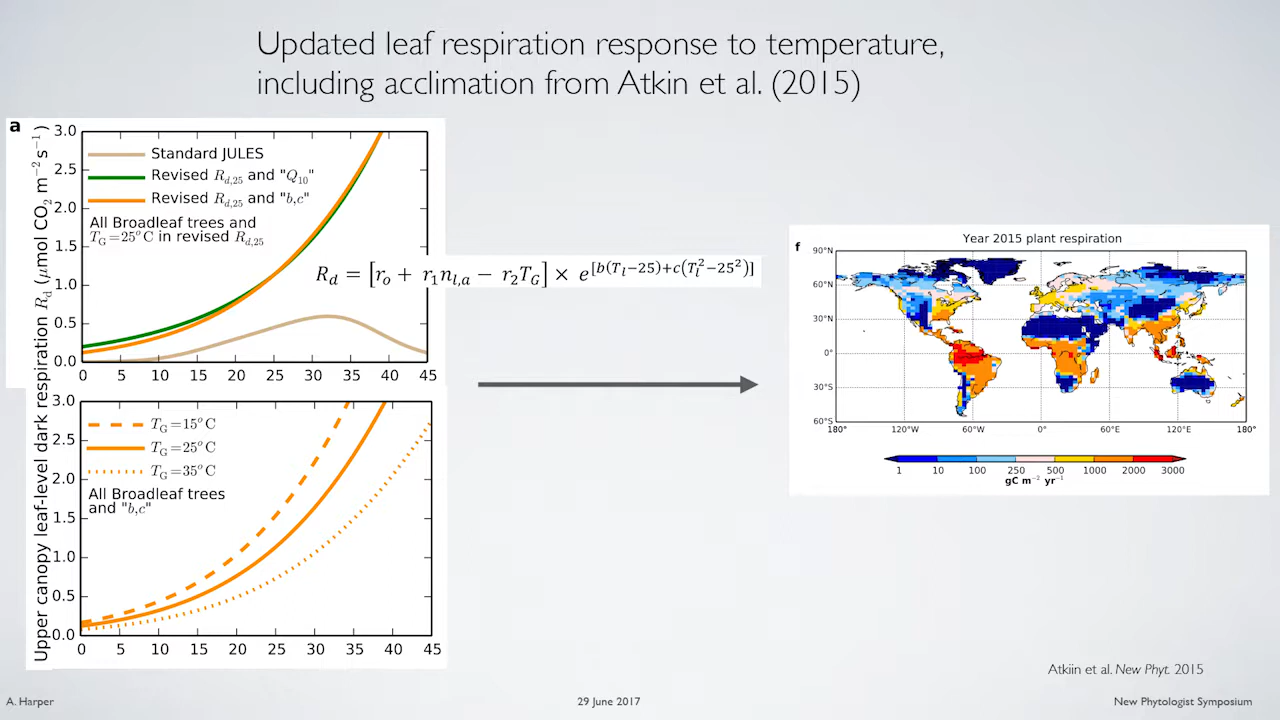 Updated leaf respiration response to temperature,
including acclimation from Atkin et al. (2015)
a
Upper canopy leaf-level dark respiration R_d (μmol CO₂ m⁻² s⁻¹)
3.0
2.5
2.0
1.5
1.0
0.5
0.0
Standard JULES
Revised R_{d,25} and "Q_{10}"
Revised R_{d,25} and "b,c"
All Broadleaf trees and
T_G=25°C in revised R_{d,25}
0 5 10 15 20 25 30 35 40 45
R_d = [r_o + r_1 n_{l,a} − r_2 T_G] × e^{[b(T_l−25)+c(T_l^2−25^2)]}
3.0
2.5
2.0
1.5
1.0
0.5
0.0
T_G=15°C
T_G=25°C
T_G=35°C
All Broadleaf trees
and "b,c"
0 5 10 15 20 25 30 35 40 45
f
Year 2015 plant respiration
90°N
60°N
30°N
0°
30°S
60°S
180° 120°W 60°W 0° 60°E 120°E 180°
1 10 100 250 500 1000 2000 3000
gC m⁻² yr⁻¹
Atkiin et al. New Phyt. 2015
A. Harper
29 June 2017
New Phytologist Symposium